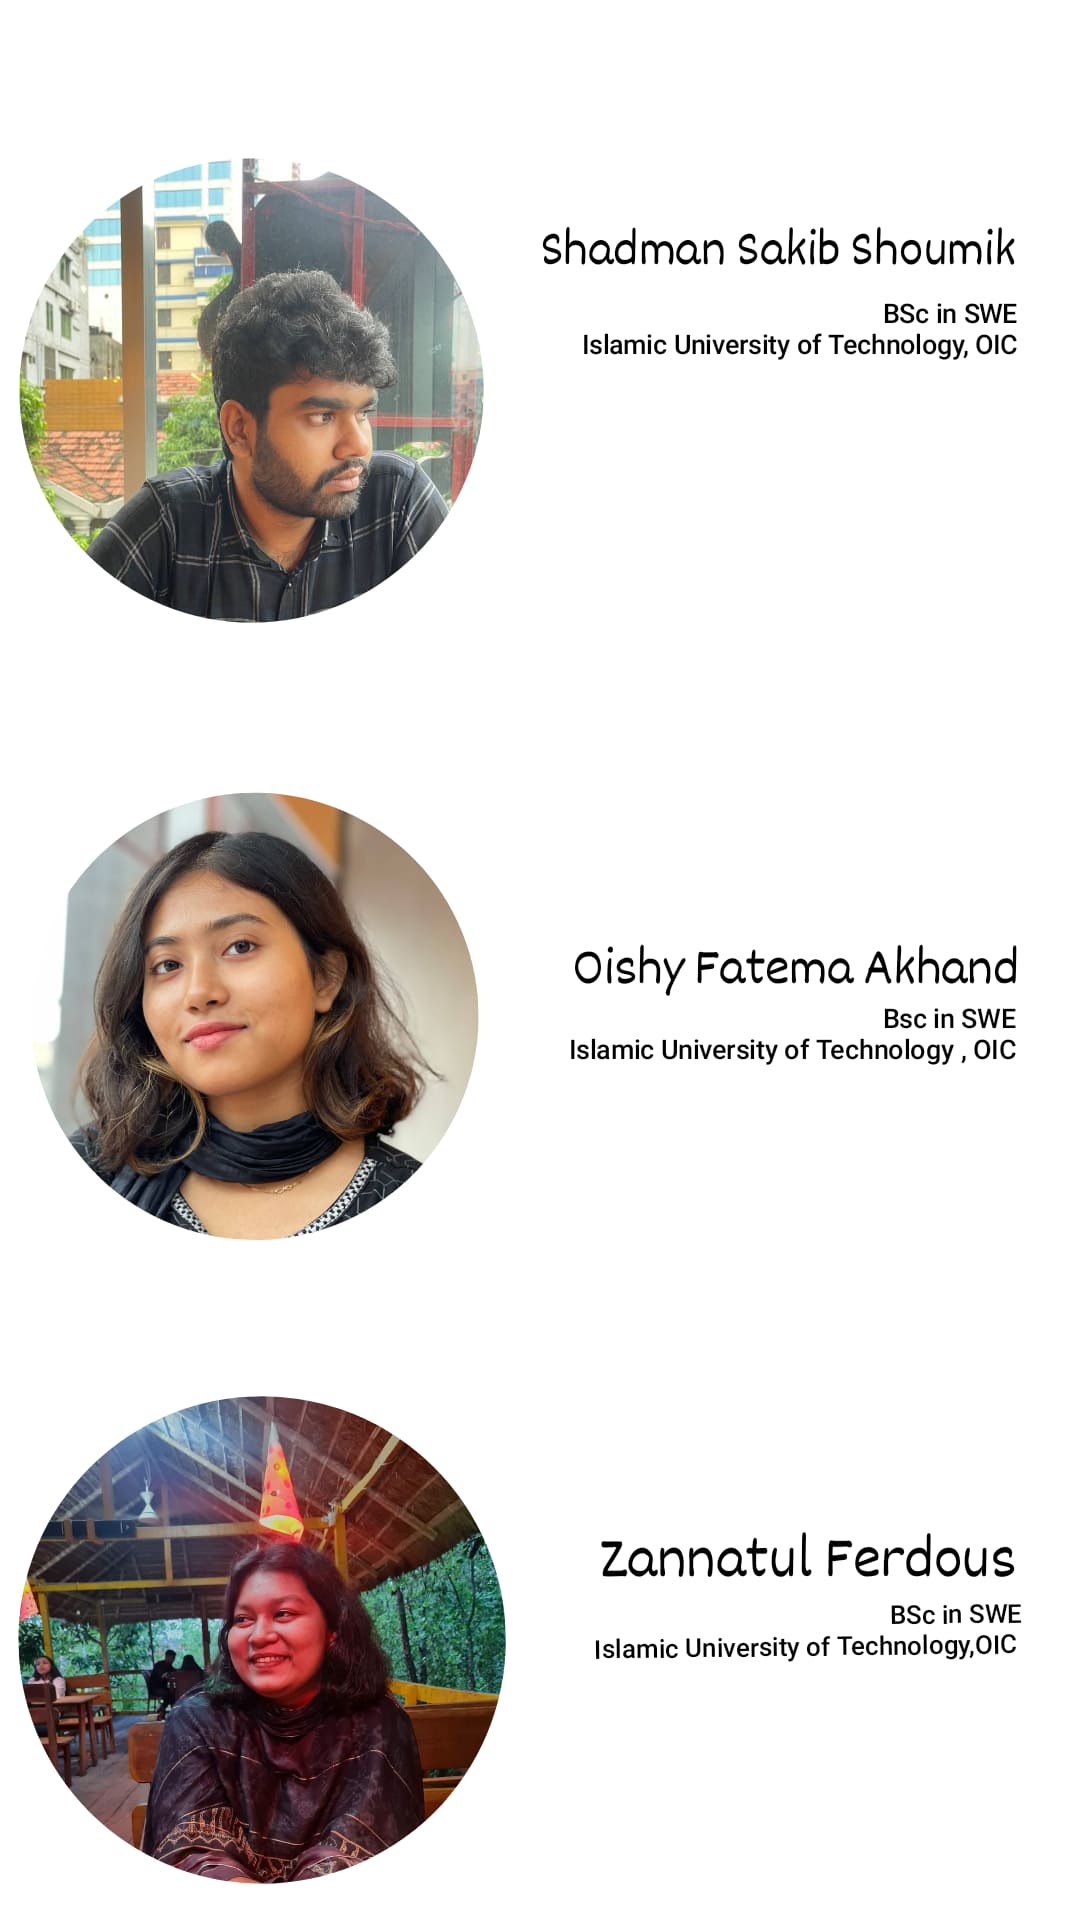 Shadman Sakib Shoumik
BSc in SWE
Islamic University of Technology, OIC
Oishy Fatema Akhand
Bsc in SWE
Islamic University of Technology , OIC
Zannatul Ferdous
BSc in SWE
Islamic University of Technology,OIC